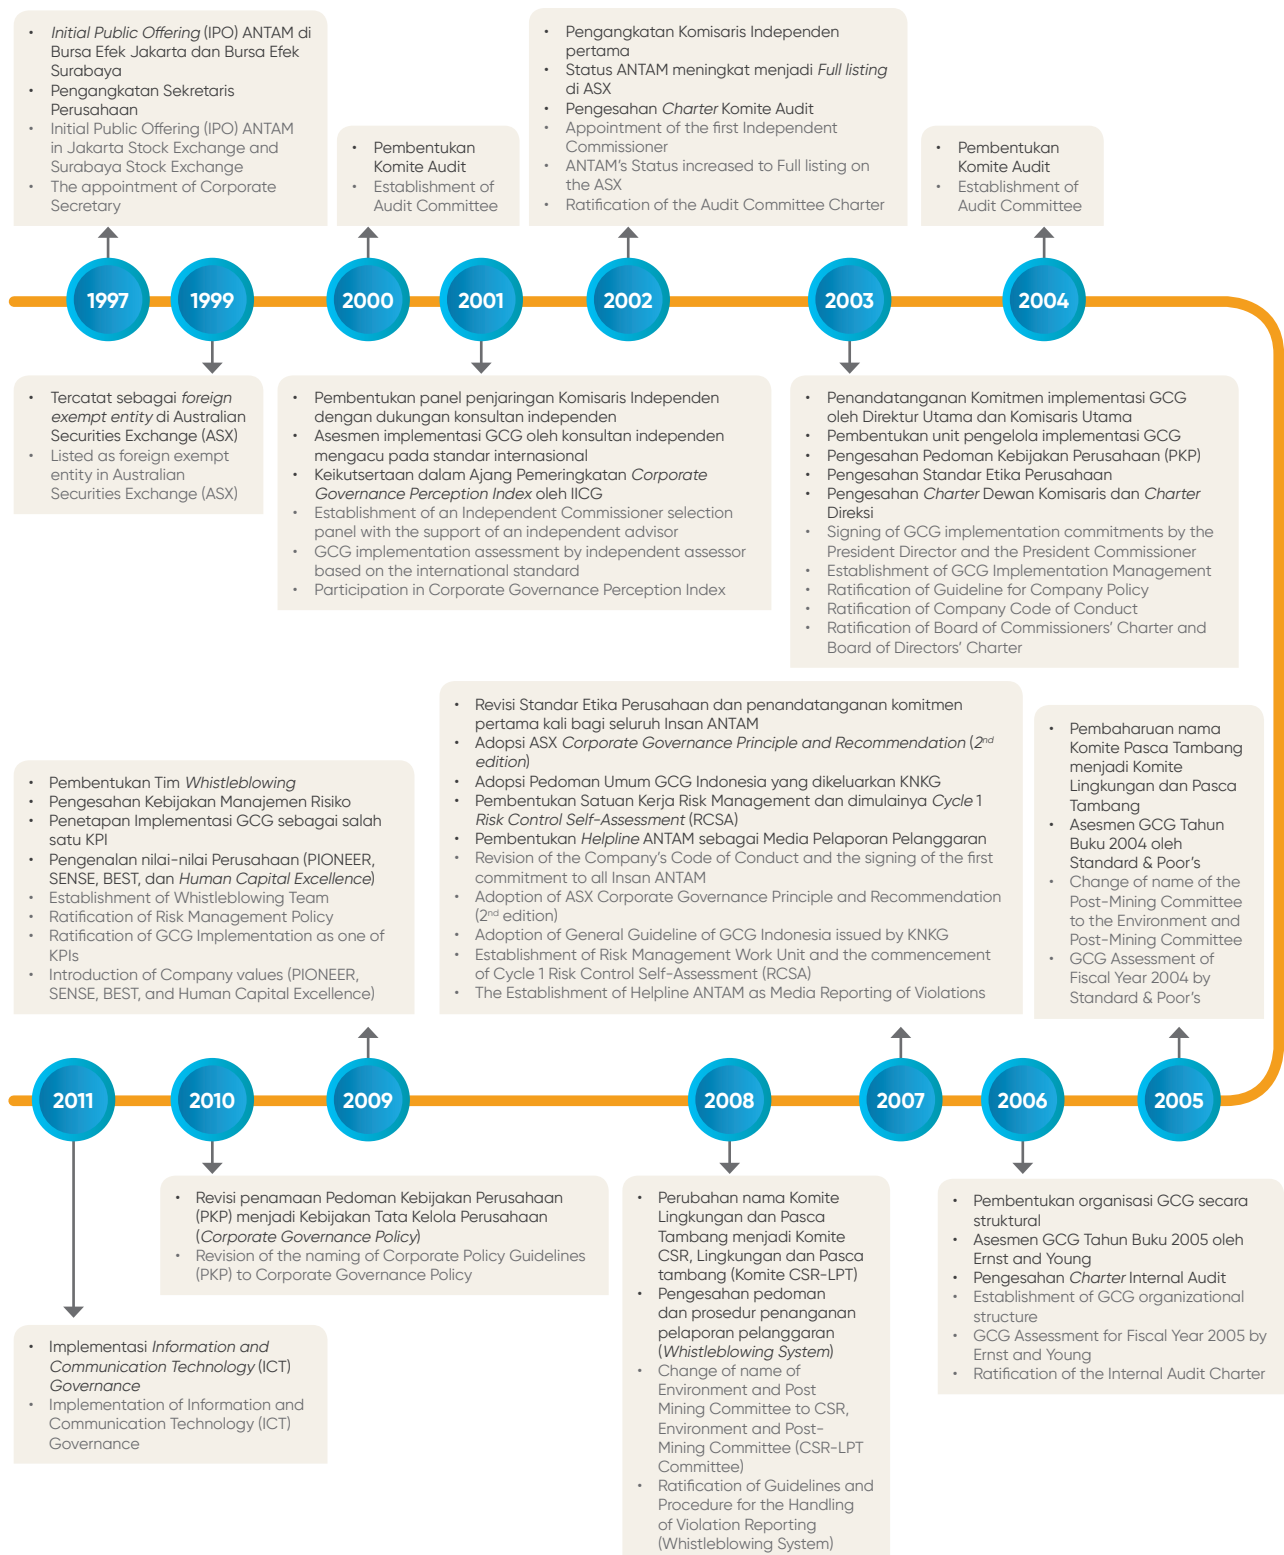 • Initial Public Offering (IPO) ANTAM di
Bursa Efek Jakarta dan Bursa Efek
Surabaya
• Pengangkatan Sekretaris
Perusahaan
• Initial Public Offering (IPO) ANTAM
in Jakarta Stock Exchange and
Surabaya Stock Exchange
• The appointment of Corporate
Secretary
• Pembentukan
Komite Audit
• Establishment of
Audit Committee
• Pengangkatan Komisaris Independen
pertama
• Status ANTAM meningkat menjadi Full listing
di ASX
• Pengesahan Charter Komite Audit
• Appointment of the first Independent
Commissioner
• ANTAM's Status increased to Full listing on
the ASX
• Ratification of the Audit Committee Charter
• Pembentukan
Komite Audit
• Establishment of
Audit Committee
1997
1999
2000
2001
2002
2003
2004
• Tercatat sebagai foreign
exempt entity di Australian
Securities Exchange (ASX)
• Listed as foreign exempt
entity in Australian
Securities Exchange (ASX)
• Pembentukan panel penjaringan Komisaris Independen
dengan dukungan konsultan independen
• Asesmen implementasi GCG oleh konsultan independen
mengacu pada standar internasional
• Keikutsertaan dalam Ajang Pemeringkatan Corporate
Governance Perception Index oleh IICG
• Establishment of an Independent Commissioner selection
panel with the support of an independent advisor
• GCG implementation assessment by independent assessor
based on the international standard
• Participation in Corporate Governance Perception Index
• Penandatanganan Komitmen implementasi GCG
oleh Direktur Utama dan Komisaris Utama
• Pembentukan unit pengelola implementasi GCG
• Pengesahan Pedoman Kebijakan Perusahaan (PKP)
• Pengesahan Standar Etika Perusahaan
• Pengesahan Charter Dewan Komisaris dan Charter
Direksi
• Signing of GCG implementation commitments by the
President Director and the President Commissioner
• Establishment of GCG Implementation Management
• Ratification of Guideline for Company Policy
• Ratification of Company Code of Conduct
• Ratification of Board of Commissioners' Charter and
Board of Directors' Charter
• Pembentukan Tim Whistleblowing
• Pengesahan Kebijakan Manajemen Risiko
• Penetapan Implementasi GCG sebagai salah
satu KPI
• Pengenalan nilai-nilai Perusahaan (PIONEER,
SENSE, BEST, dan Human Capital Excellence)
• Establishment of Whistleblowing Team
• Ratification of Risk Management Policy
• Ratification of GCG Implementation as one of
KPIs
• Introduction of Company values (PIONEER,
SENSE, BEST, and Human Capital Excellence)
• Revisi Standar Etika Perusahaan dan penandatanganan komitmen
pertama kali bagi seluruh Insan ANTAM
• Adopsi ASX Corporate Governance Principle and Recommendation (2nd
edition)
• Adopsi Pedoman Umum GCG Indonesia yang dikeluarkan KNKG
• Pembentukan Satuan Kerja Risk Management dan dimulainya Cycle 1
Risk Control Self-Assessment (RCSA)
• Pembentukan Helpline ANTAM sebagai Media Pelaporan Pelanggaran
• Revision of the Company's Code of Conduct and the signing of the first
commitment to all Insan ANTAM
• Adoption of ASX Corporate Governance Principle and Recommendation
(2nd edition)
• Adoption of General Guideline of GCG Indonesia issued by KNKG
• Establishment of Risk Management Work Unit and the commencement
of Cycle 1 Risk Control Self-Assessment (RCSA)
• The Establishment of Helpline ANTAM as Media Reporting of Violations
• Pembaharuan nama
Komite Pasca Tambang
menjadi Komite
Lingkungan dan Pasca
Tambang
• Asesmen GCG Tahun
Buku 2004 oleh
Standard & Poor's
• Change of name of the
Post-Mining Committee
to the Environment and
Post-Mining Committee
• GCG Assessment of
Fiscal Year 2004 by
Standard & Poor's
2011
2010
2009
2008
2007
2006
2005
• Implementasi Information and
Communication Technology (ICT)
Governance
• Implementation of Information and
Communication Technology (ICT)
Governance
• Revisi penamaan Pedoman Kebijakan Perusahaan
(PKP) menjadi Kebijakan Tata Kelola Perusahaan
(Corporate Governance Policy)
• Revision of the naming of Corporate Policy Guidelines
(PKP) to Corporate Governance Policy
• Perubahan nama Komite
Lingkungan dan Pasca
Tambang menjadi Komite
CSR, Lingkungan dan Pasca
tambang (Komite CSR-LPT)
• Pengesahan pedoman
dan prosedur penanganan
pelaporan pelanggaran
(Whistleblowing System)
• Change of name of
Environment and Post
Mining Committee to CSR,
Environment and Post-
Mining Committee (CSR-LPT
Committee)
• Ratification of Guidelines and
Procedure for the Handling
of Violation Reporting
(Whistleblowing System)
• Pembentukan organisasi GCG secara
struktural
• Asesmen GCG Tahun Buku 2005 oleh
Ernst and Young
• Pengesahan Charter Internal Audit
• Establishment of GCG organizational
structure
• GCG Assessment for Fiscal Year 2005 by
Ernst and Young
• Ratification of the Internal Audit Charter